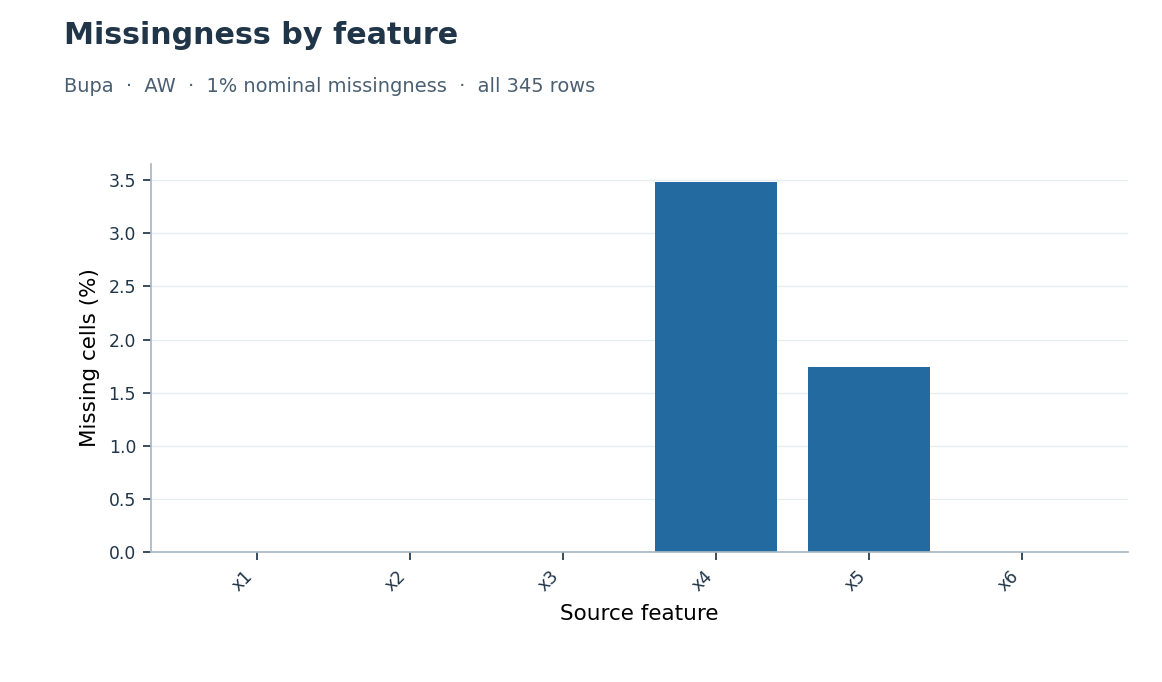 Missingness by feature
Bupa · AW · 1% nominal missingness · all 345 rows
3.5
3.0
2.5
2.0
1.5
1.0
0.5
0.0
Missing cells (%)
x1 x2 x3 x4 x5 x6
Source feature